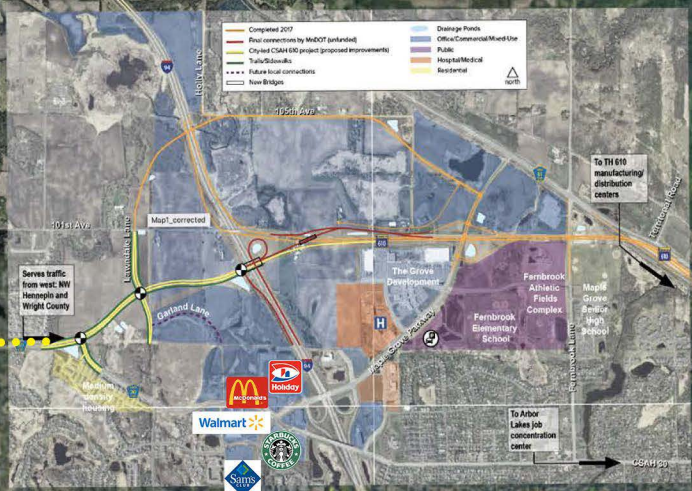 Completed 2017
Final connections by MnDOT (unfunded)
City-led CSAH 610 project (proposed improvements)
Trails/Sidewalks
Future local connections
New Bridges
Drainage Ponds
Office/Commercial/Mixed-Use
Public
Hospital/Medical
Residential
north
94
Holly Lane
105th Ave
To TH 610
manufacturing/
distribution
centers
Territorial Road
Map1_corrected
101st Ave
Lawndale Lane
610
610
Serves traffic
from west: NW
Hennepin and
Wright County
The Grove
Development
Fernbrook
Athletic
Fields
Complex
Maple
Grove
Senior
High
School
Garland Lane
H
Fernbrook
Elementary
School
Grove Parkway
Fernbrook Lane
94
Medium
density
housing
McDonald's
Holiday
Walmart
STARBUCKS
COFFEE
Sam's
CLUB
To Arbor
Lakes job
concentration
center
CSAH 30